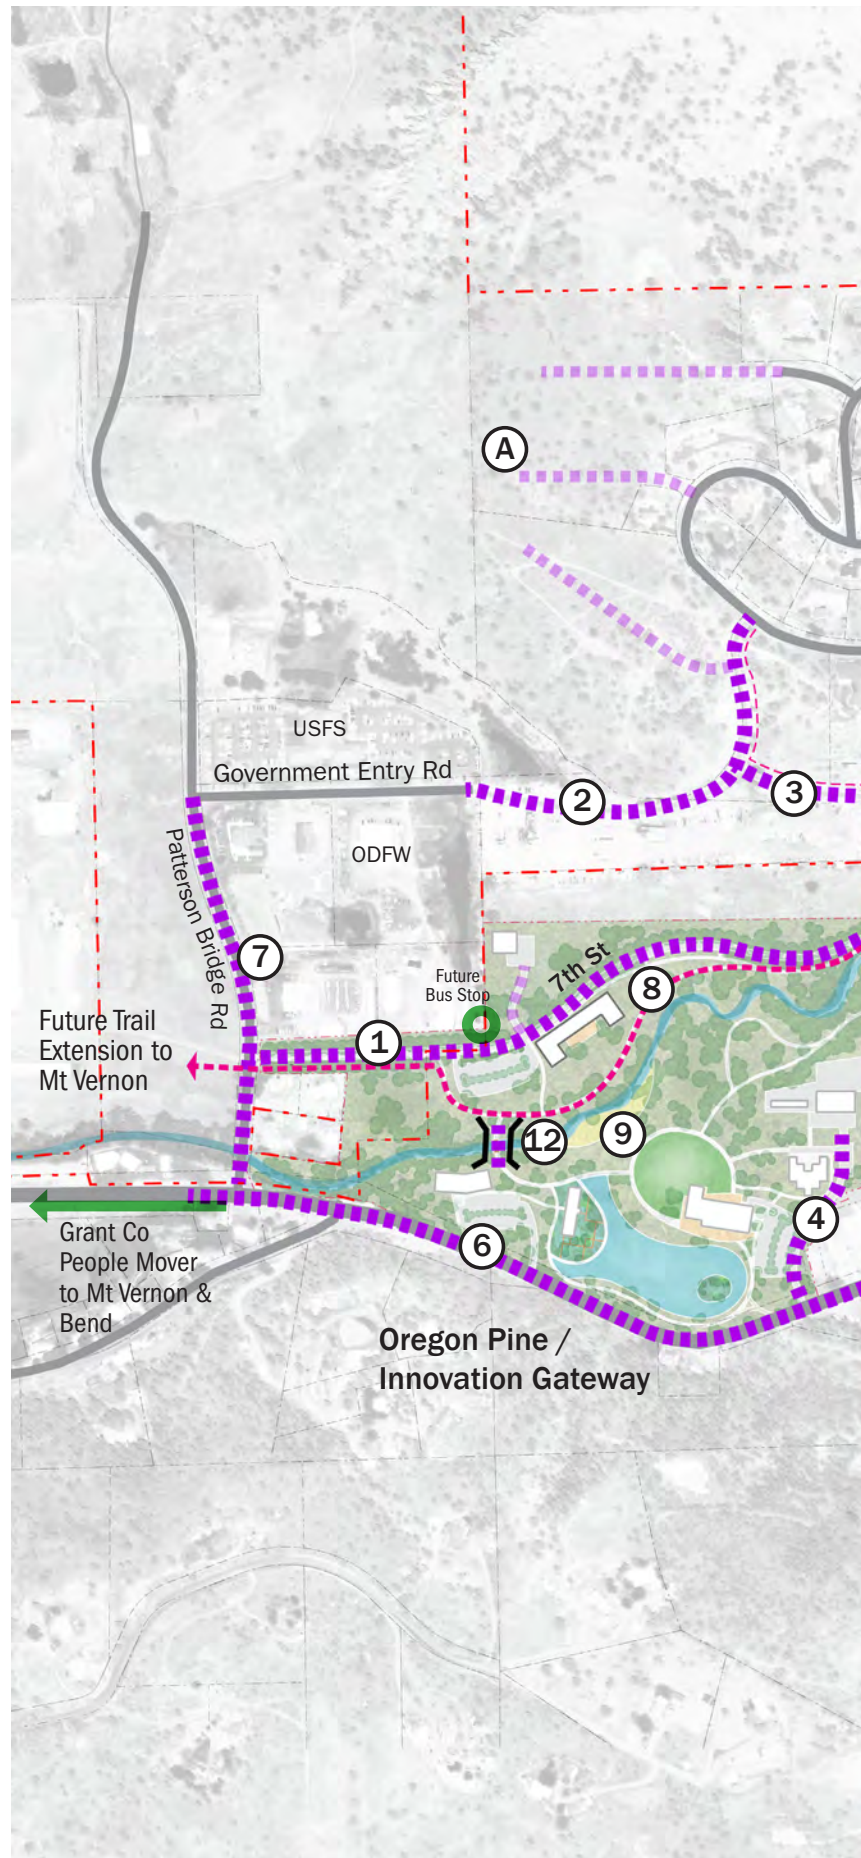 A
USFS
Government Entry Rd
2
3
ODFW
Patterson Bridge Rd
7
7th St
8
Future
Bus Stop
Future Trail
Extension to
Mt Vernon
1
12
9
4
6
Grant Co
People Mover
to Mt Vernon &
Bend
Oregon Pine /
Innovation Gateway